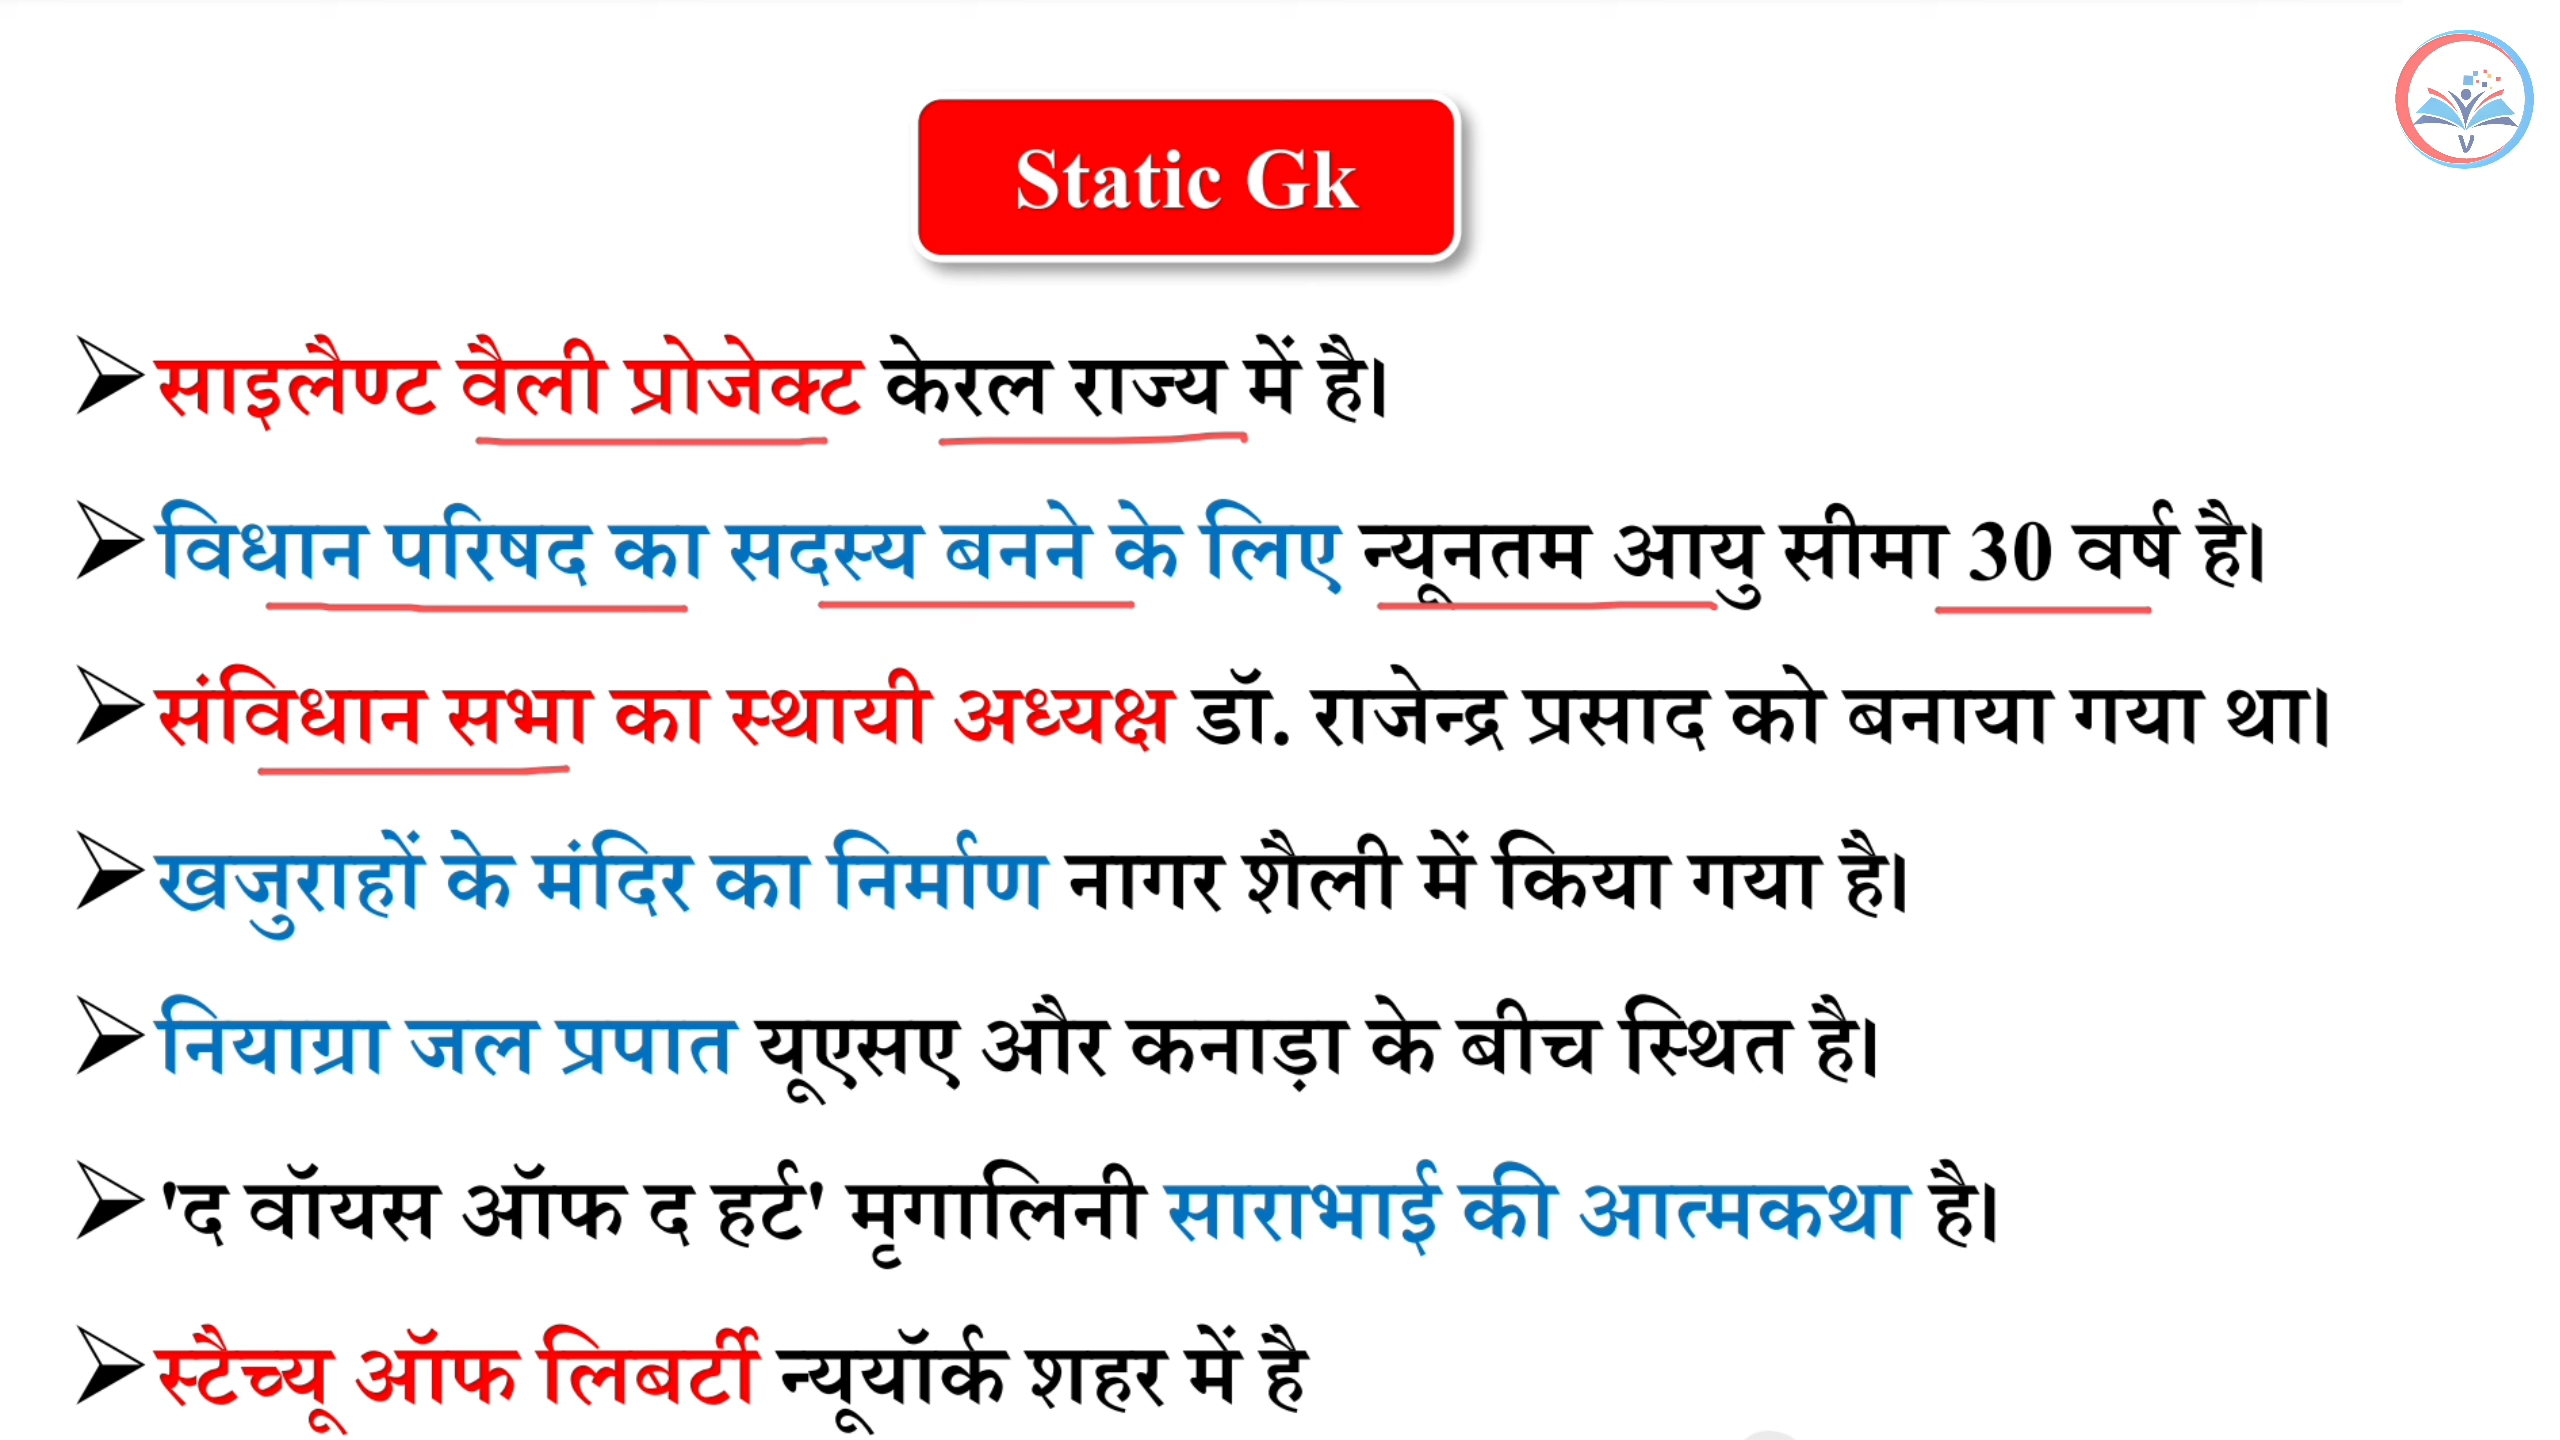 Static Gk
साइलैण्ट वैली प्रोजेक्ट केरल राज्य में है।
विधान परिषद का सदस्य बनने के लिए न्यूनतम आयु सीमा 30 वर्ष है।
संविधान सभा का स्थायी अध्यक्ष डॉ. राजेन्द्र प्रसाद को बनाया गया था।
खजुराहों के मंदिर का निर्माण नागर शैली में किया गया है।
नियाग्रा जल प्रपात यूएसए और कनाड़ा के बीच स्थित है।
'द वॉयस ऑफ द हर्ट' मृगालिनी साराभाई की आत्मकथा है।
स्टैच्यू ऑफ लिबर्टी न्यूयॉर्क शहर में है